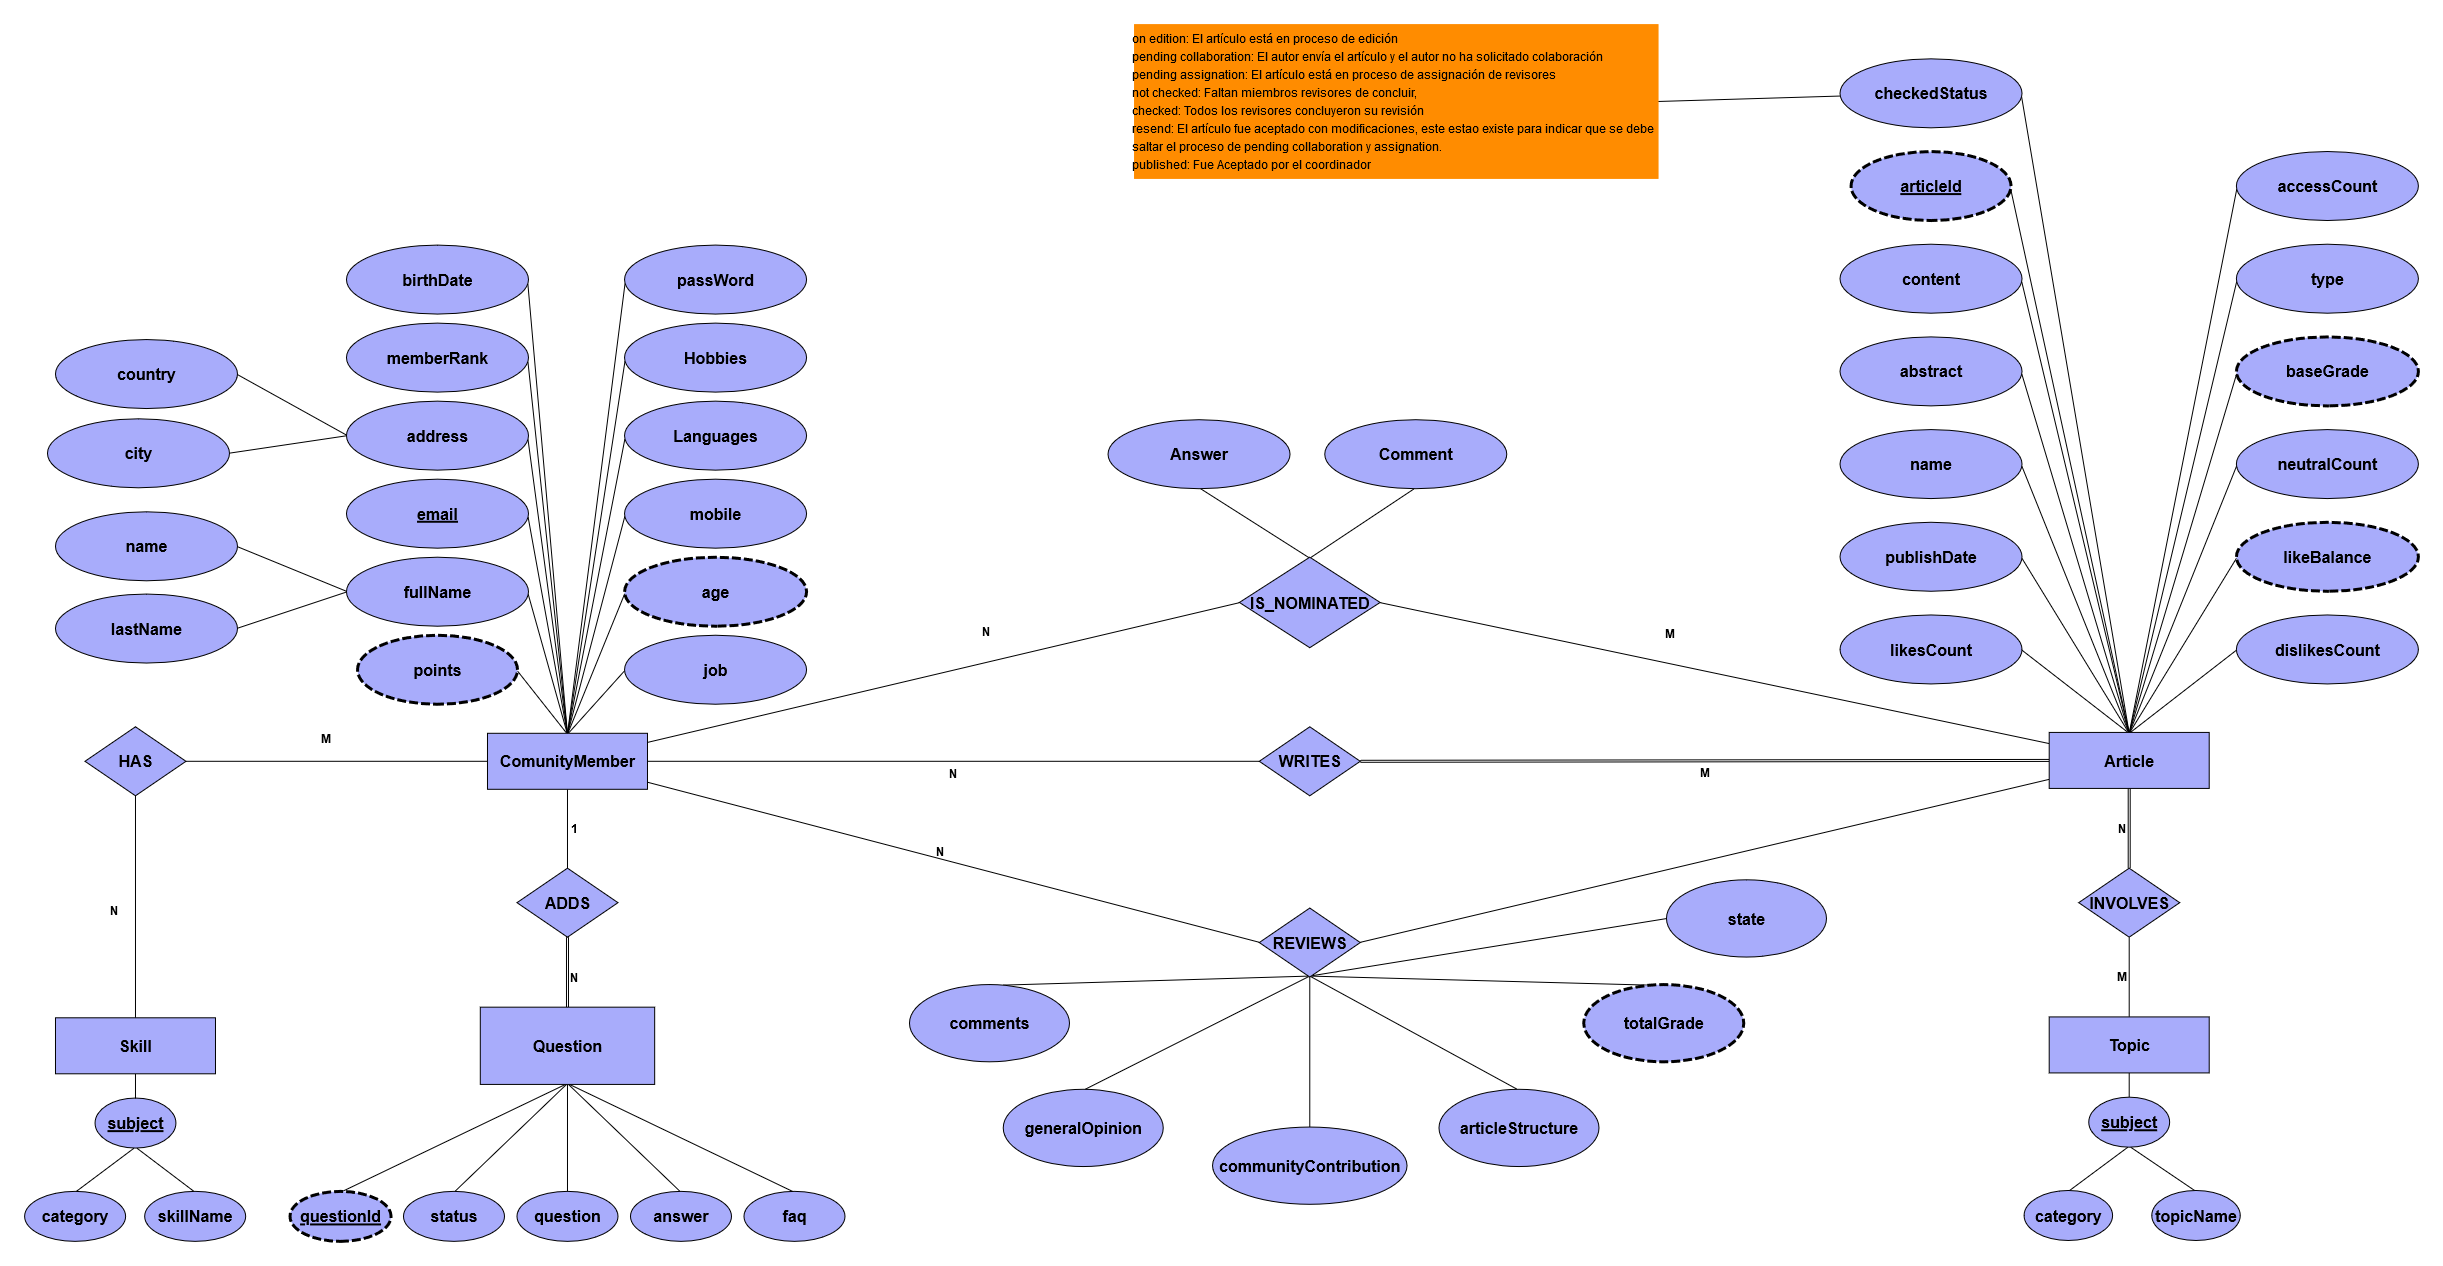 on edition: El artículo está en proceso de edición
pending collaboration: El autor envía el artículo y el autor no ha solicitado colaboración
pending assignation: El artículo está en proceso de assignación de revisores
not checked: Faltan miembros revisores de concluir,
checked: Todos los revisores concluyeron su revisión
resend: El artículo fue aceptado con modificaciones, este estao existe para indicar que se debe
saltar el proceso de pending collaboration y assignation.
published: Fue Aceptado por el coordinador
checkedStatus
articleId
accessCount
content
type
abstract
baseGrade
name
neutralCount
publishDate
likeBalance
likesCount
dislikesCount
birthDate
passWord
memberRank
Hobbies
country
address
Languages
city
email
mobile
name
fullName
age
lastName
points
job
Answer
Comment
IS_NOMINATED
N
M
HAS
M
ComunityMember
N
WRITES
M
Article
1
N
N
N
ADDS
REVIEWS
INVOLVES
state
N
M
Skill
Question
comments
totalGrade
Topic
subject
generalOpinion
communityContribution
articleStructure
subject
category
skillName
questionId
status
question
answer
faq
category
topicName